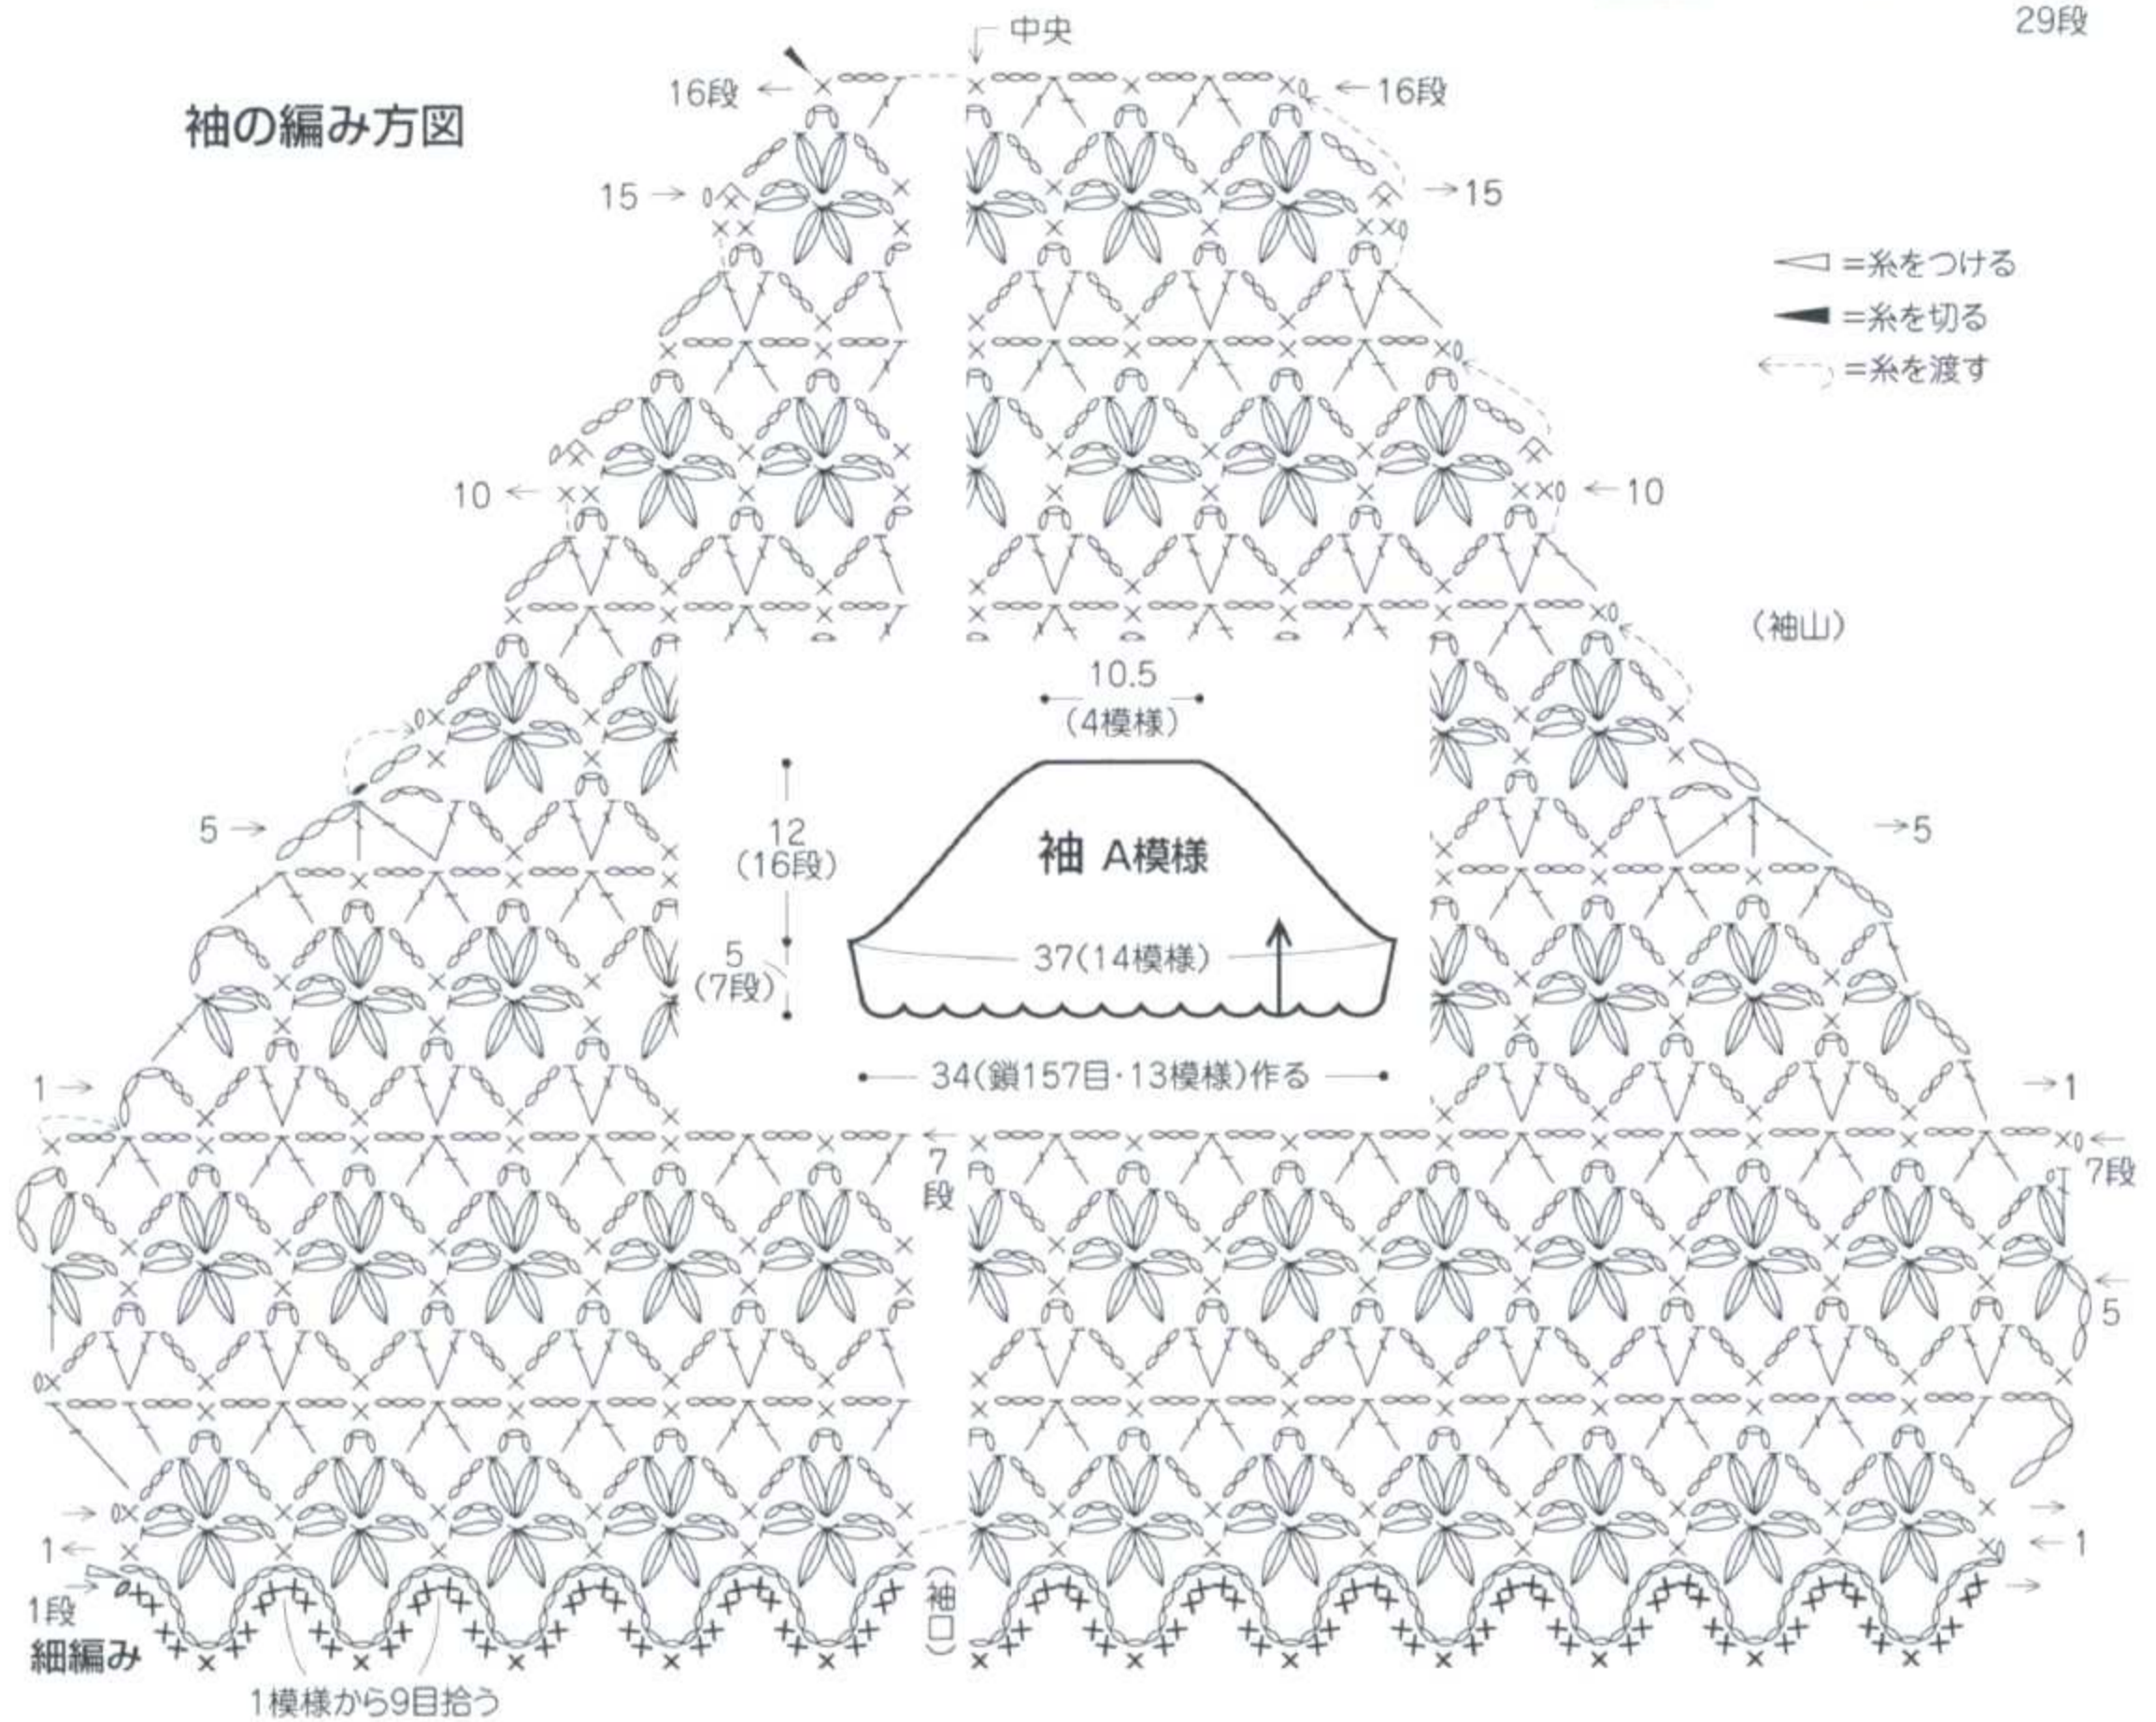 29段
中央
16段
16段
袖の編み方図
15
15
=糸をつける
=糸を切る
=糸を渡す
10
10
(袖山)
10.5
(4模様)
5
5
12
(16段)
袖 A模様
5
(7段)
37(14模様)
34(鎖157目·13模様)作る
1
1
7段
7段
5
1
1
1段
細編み
(袖口)
1模様から9目拾う